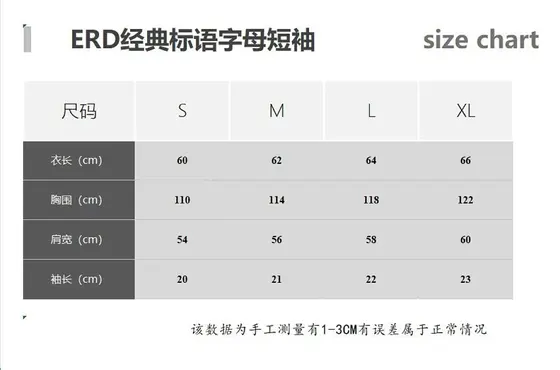 ERD经典标语字母短袖 size chart
尺码 S M L XL
衣长（cm） 60 62 64 66
胸围（cm） 110 114 118 122
肩宽（cm） 54 56 58 60
袖长（cm） 20 21 22 23
该数据为手工测量有1-3CM有误差属于正常情况